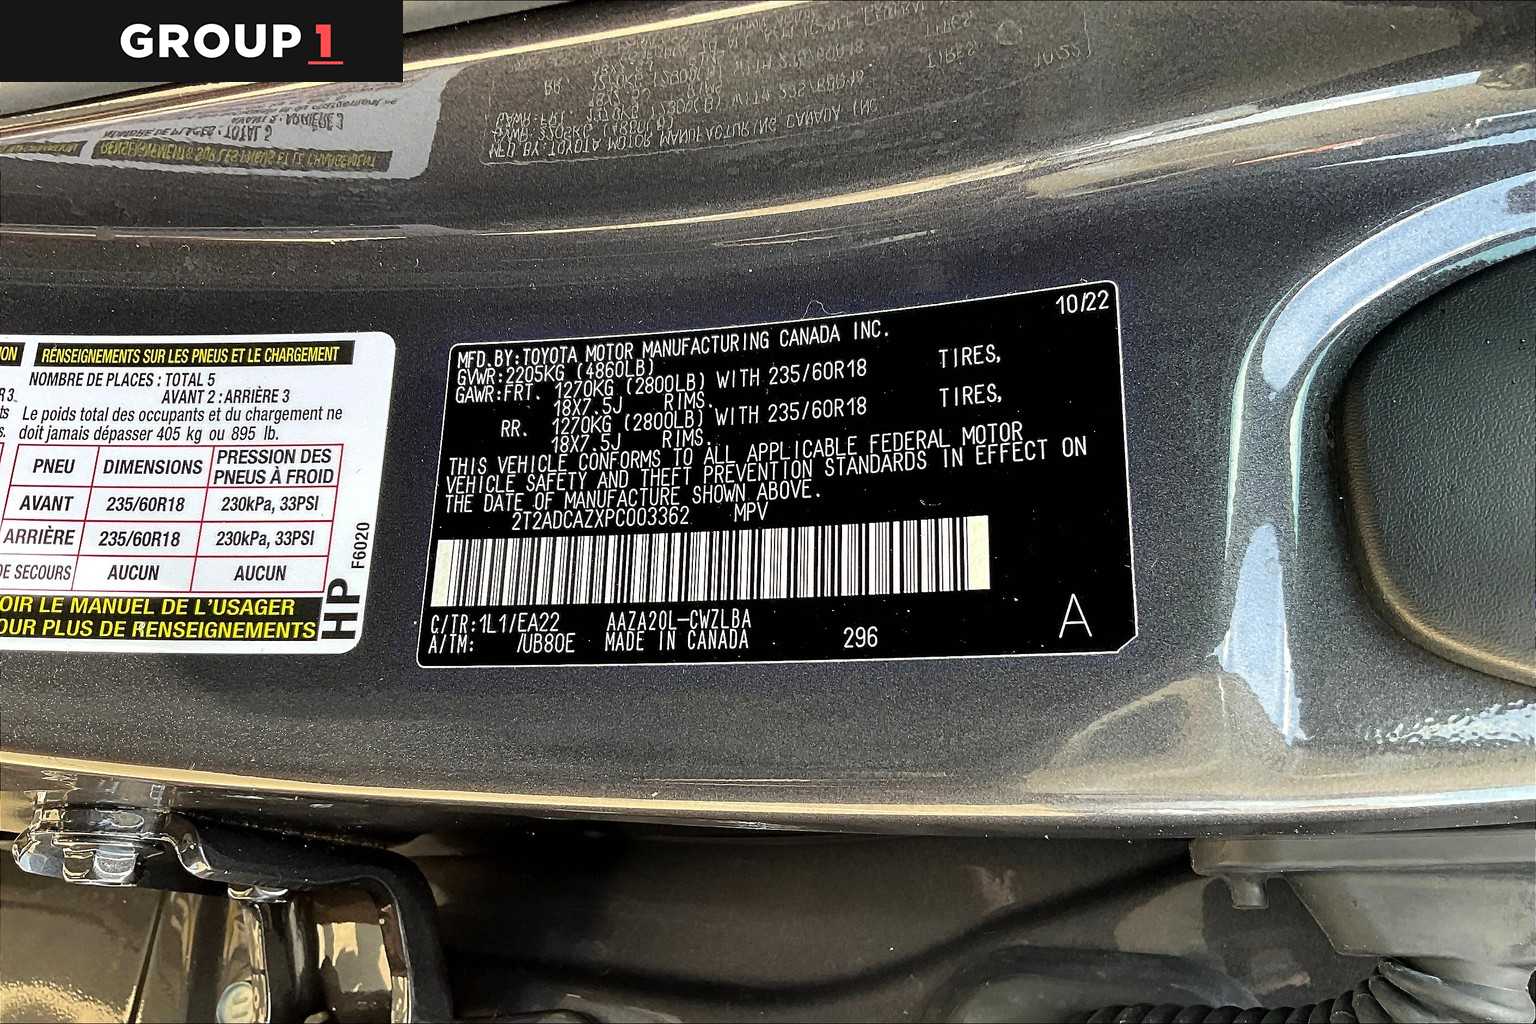 GROUP 1
ION
RENSEIGNEMENTS SUR LES PNEUS ET LE CHARGEMENT
NOMBRE DE PLACES : TOTAL 5
R 3. AVANT 2 : ARRIÈRE 3
ts Le poids total des occupants et du chargement ne
s. doit jamais dépasser 405 kg ou 895 lb.
PNEU DIMENSIONS PRESSION DES PNEUS À FROID
AVANT 235/60R18 230kPa, 33PSI
ARRIÈRE 235/60R18 230kPa, 33PSI
DE SECOURS AUCUN AUCUN
OIR LE MANUEL DE L'USAGER
OUR PLUS DE RENSEIGNEMENTS
HP F6020
10/22
MFD.BY:TOYOTA MOTOR MANUFACTURING CANADA INC.
GVWR:2205KG (4860LB)
GAWR:FRT. 1270KG (2800LB) WITH 235/60R18 TIRES,
18X7.5J RIMS.
RR. 1270KG (2800LB) WITH 235/60R18 TIRES,
18X7.5J RIMS.
THIS VEHICLE CONFORMS TO ALL APPLICABLE FEDERAL MOTOR
VEHICLE SAFETY AND THEFT PREVENTION STANDARDS IN EFFECT ON
THE DATE OF MANUFACTURE SHOWN ABOVE.
2T2ADCAZXPC003362 MPV
C/TR:1L1/EA22 AAZA20L-CWZLBA
A/TM: /UB80E MADE IN CANADA 296
A